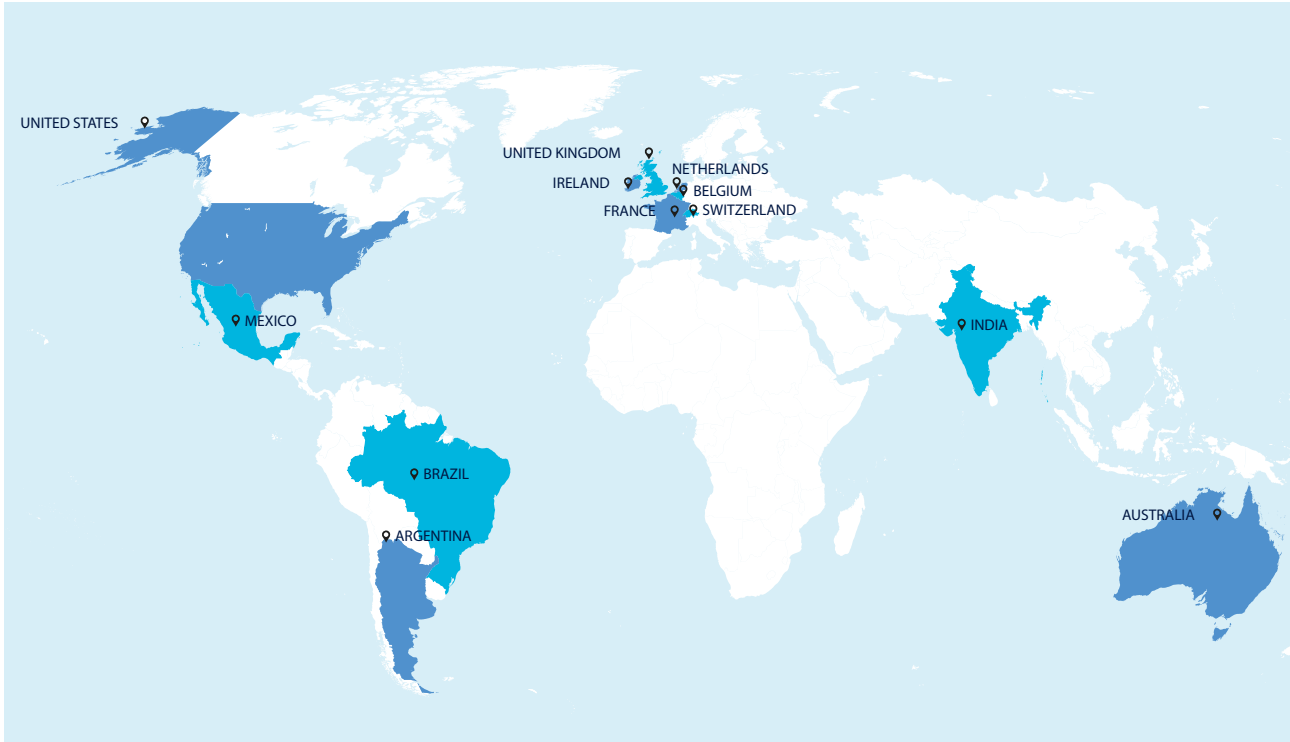 UNITED STATES
UNITED KINGDOM
NETHERLANDS
IRELAND
BELGIUM
FRANCE
SWITZERLAND
MEXICO
INDIA
BRAZIL
AUSTRALIA
ARGENTINA